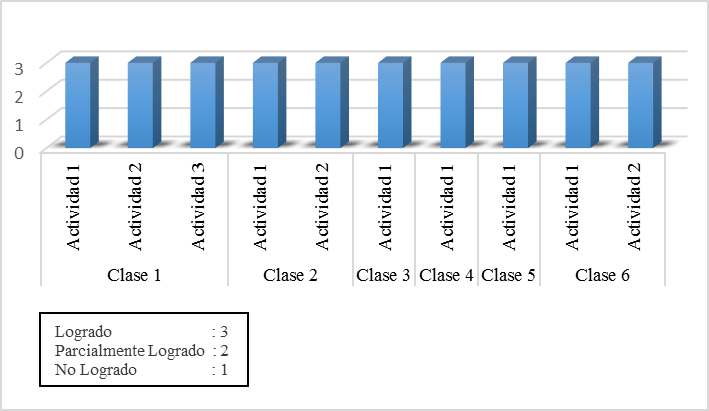 3
2
1
0
Actividad 1
Actividad 2
Actividad 3
Actividad 1
Actividad 2
Actividad 1
Actividad 1
Actividad 1
Actividad 1
Actividad 2
Clase 1 Clase 2 Clase 3 Clase 4 Clase 5 Clase 6
Logrado : 3
Parcialmente Logrado : 2
No Logrado : 1